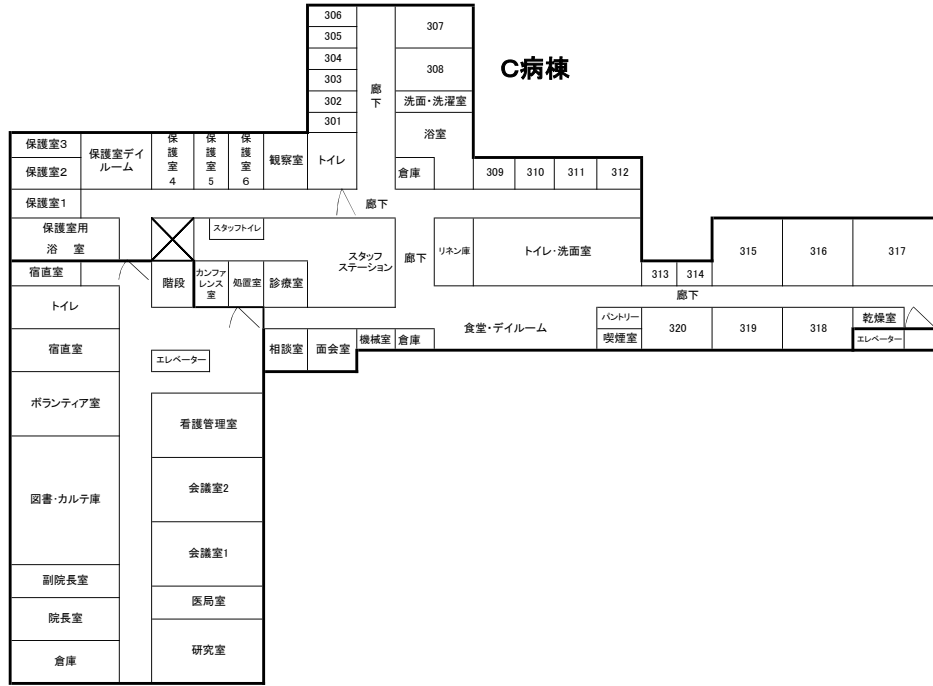 306
305
304
303
302
301
307
308
廊
下
洗面・洗濯室
浴室
C病棟
保護室3
保護室2
保護室1
保護室デイ
ルーム
保
護
室
4
保
護
室
5
保
護
室
6
観察室
トイレ
倉庫
309
310
311
312
廊下
保護室用
浴 室
スタッフトイレ
スタッフ
ステーション
廊下
リネン庫
トイレ・洗面室
315
316
317
宿直室
階段
カンファ
レンス
室
処置室
診療室
313
314
廊下
トイレ
宿直室
エレベーター
相談室
面会室
機械室
倉庫
食堂・デイルーム
パントリー
喫煙室
320
319
318
乾燥室
エレベーター
ボランティア室
看護管理室
図書・カルテ庫
会議室2
会議室1
副院長室
医局室
院長室
研究室
倉庫